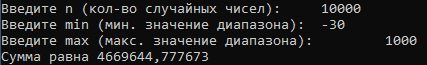 Введите n (кол-во случайных чисел): 10000
Введите min (мин. значение диапазона): -30
Введите max (макс. значение диапазона): 1000
Сумма равна 4669644,777673